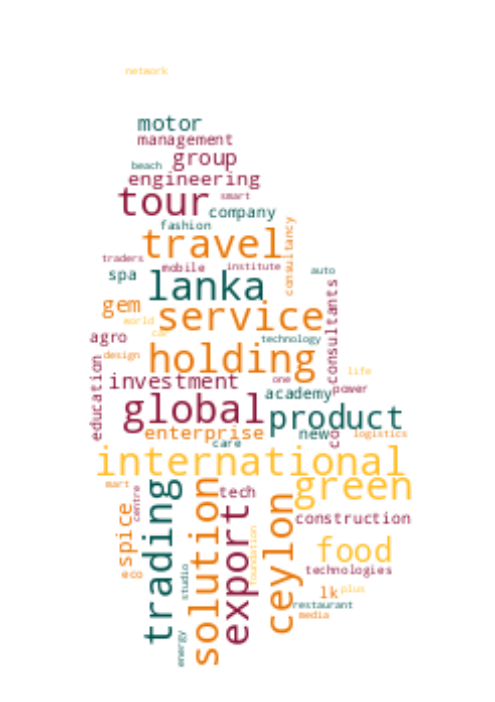 network
motor
management
beach
group
engineering
smart
tour
company
fashion
travel
consultancy
traders
mobile
institute
spa
auto
lanka
gem
service
consultants
world
car
agro
technology
design
holding
education
life
investment
one
power
academy
global
product
enterprise
new
co
logistics
care
international
mart
centre
trading
solution
tech
green
export
ceylon
spice
construction
foundation
food
eco
studio
technologies
lk
plus
restaurant
media
energy